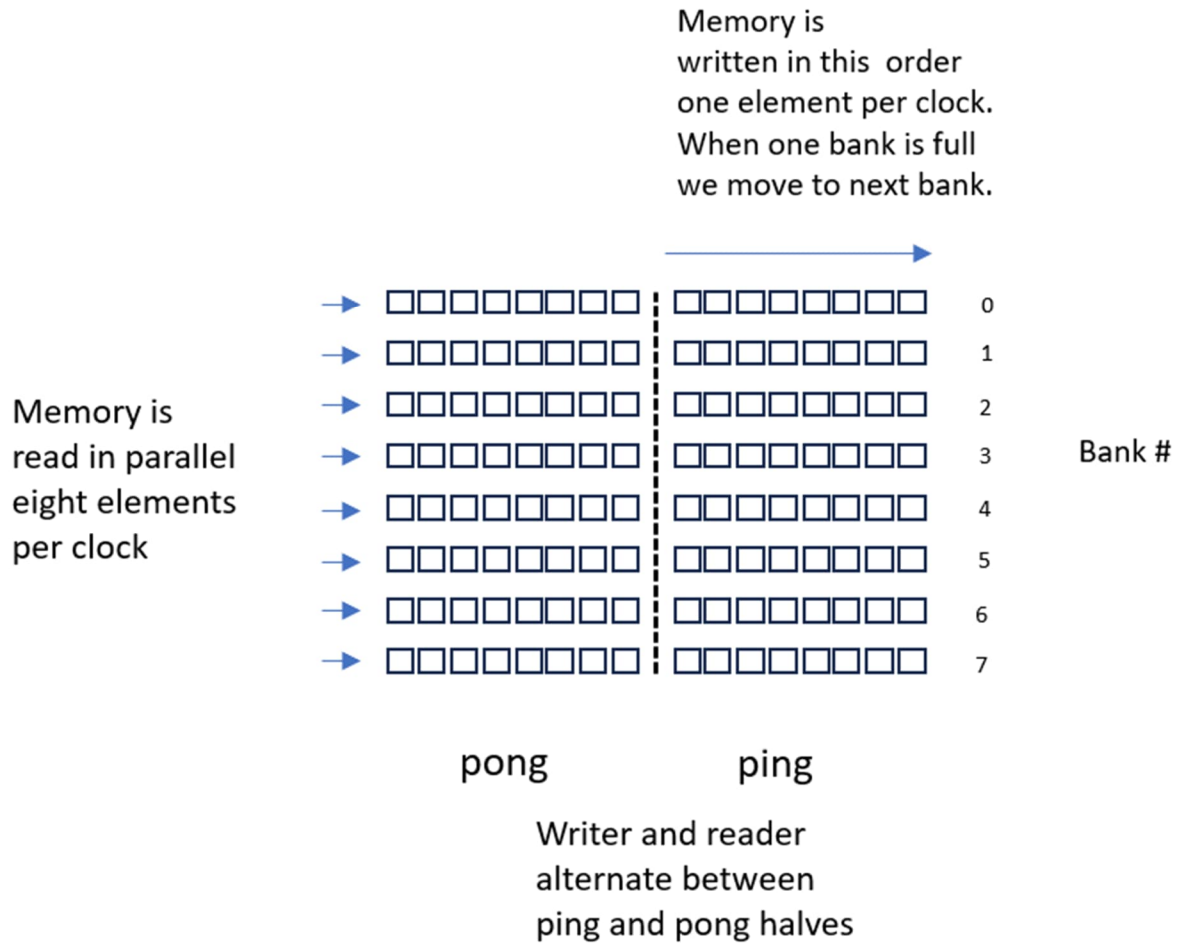 Memory is
written in this order
one element per clock.
When one bank is full
we move to next bank.
0
1
2
3
4
5
6
7
Bank #
Memory is
read in parallel
eight elements
per clock
pong
ping
Writer and reader
alternate between
ping and pong halves